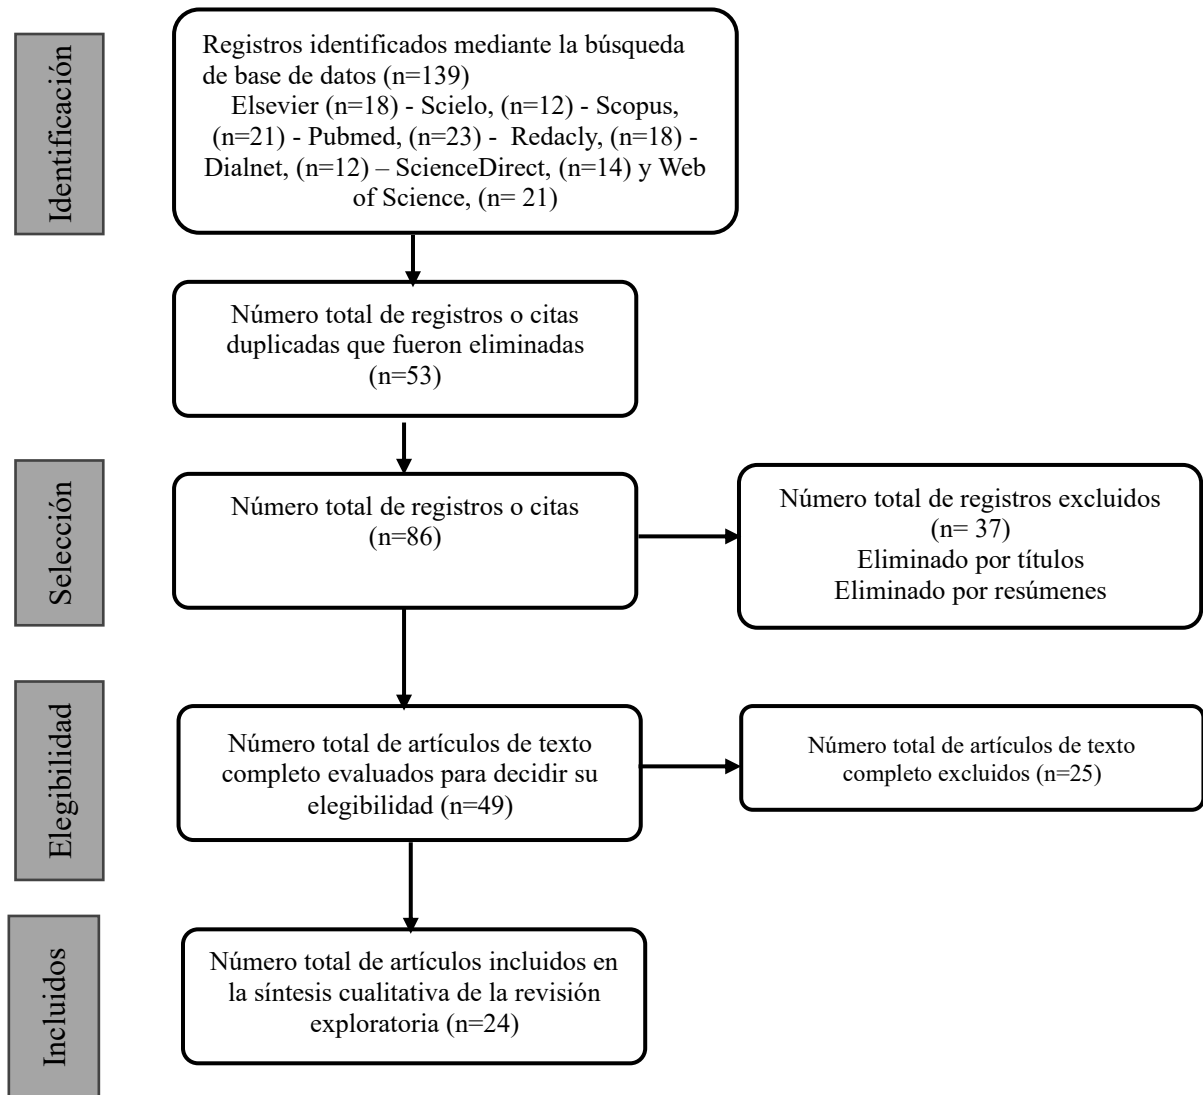 Identificación
Registros identificados mediante la búsqueda
de base de datos (n=139)
Elsevier (n=18) - Scielo, (n=12) - Scopus,
(n=21) - Pubmed, (n=23) - Redacly, (n=18) -
Dialnet, (n=12) – ScienceDirect, (n=14) y Web
of Science, (n= 21)
Número total de registros o citas
duplicadas que fueron eliminadas
(n=53)
Selección
Número total de registros o citas
(n=86)
Número total de registros excluidos
(n= 37)
Eliminado por títulos
Eliminado por resúmenes
Elegibilidad
Número total de artículos de texto
completo evaluados para decidir su
elegibilidad (n=49)
Número total de artículos de texto
completo excluidos (n=25)
Incluidos
Número total de artículos incluidos en
la síntesis cualitativa de la revisión
exploratoria (n=24)